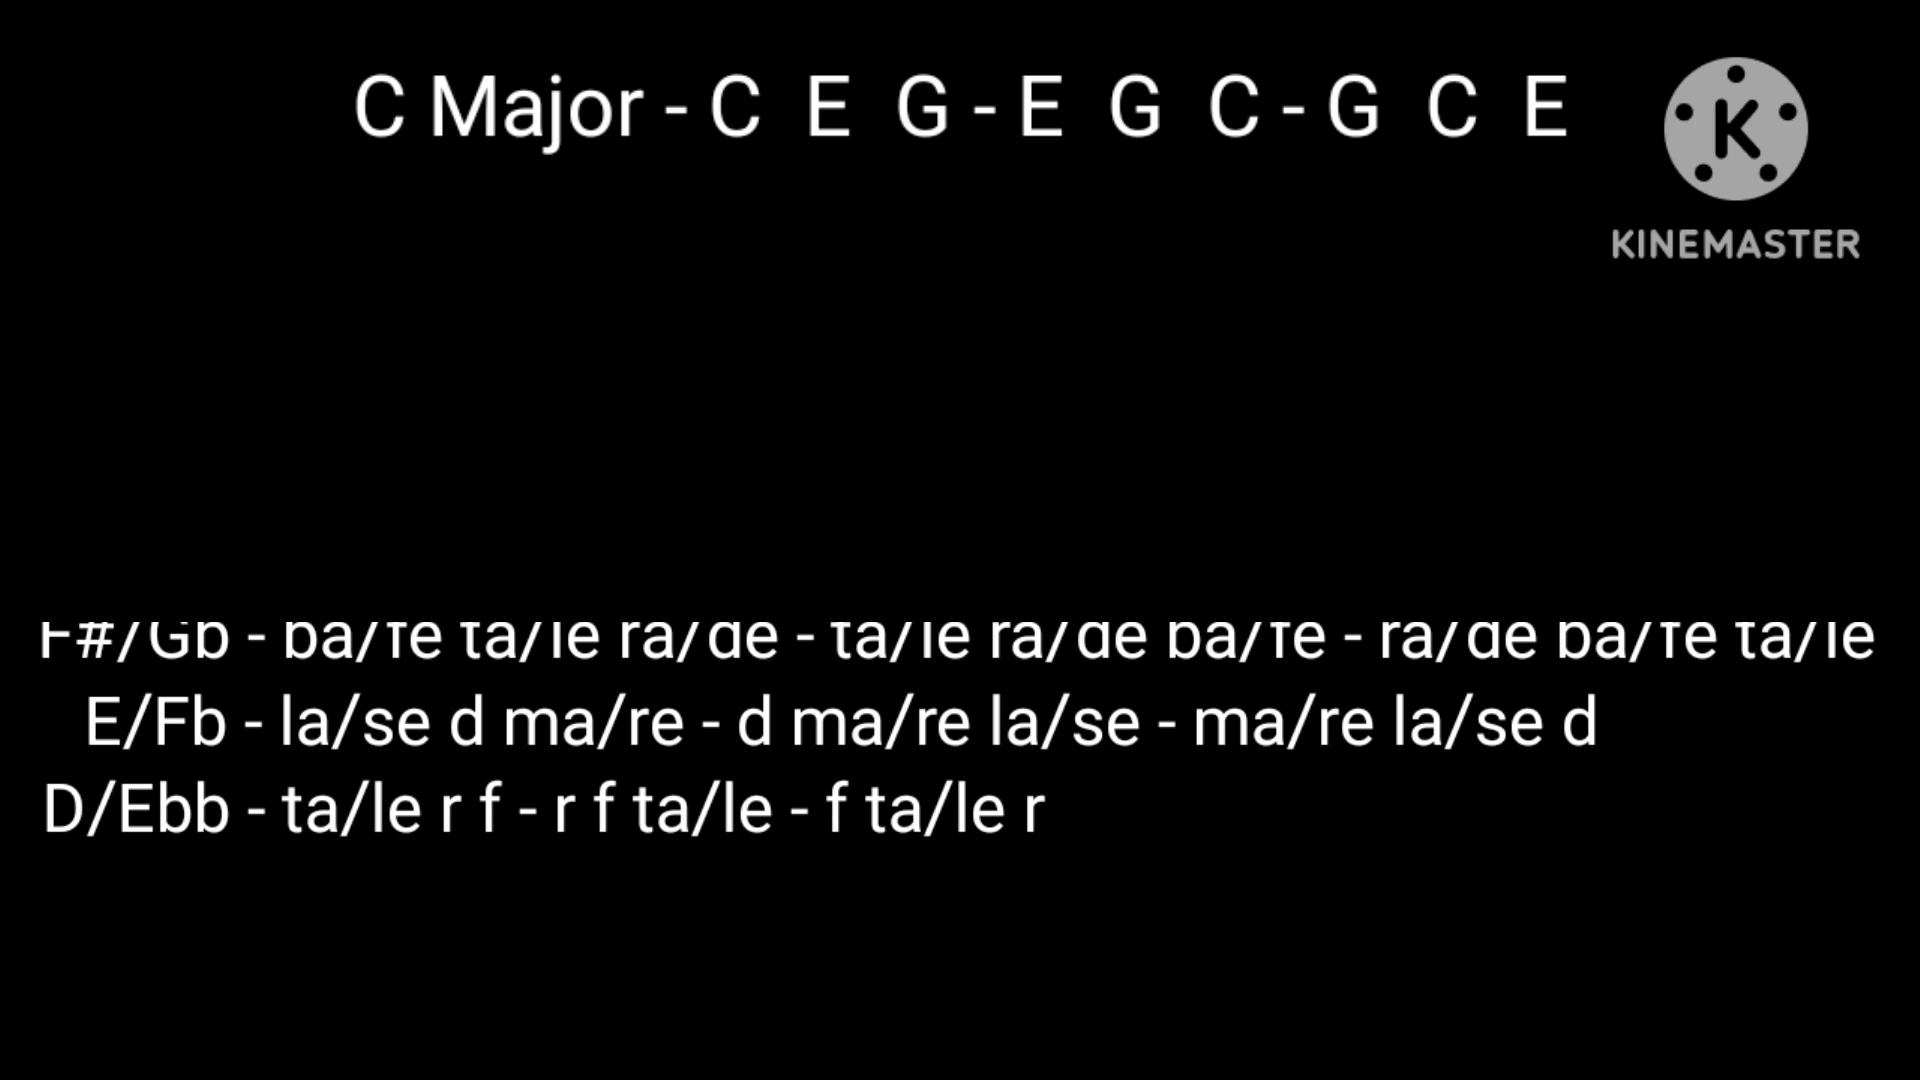 C Major - C E G - E G C - G C E
K
KINEMASTER
F#/Gb - ba/fe ta/le ra/de - ta/le ra/de ba/fe - ra/de ba/fe ta/le
E/Fb - la/se d ma/re - d ma/re la/se - ma/re la/se d
D/Ebb - ta/le r f - r f ta/le - f ta/le r